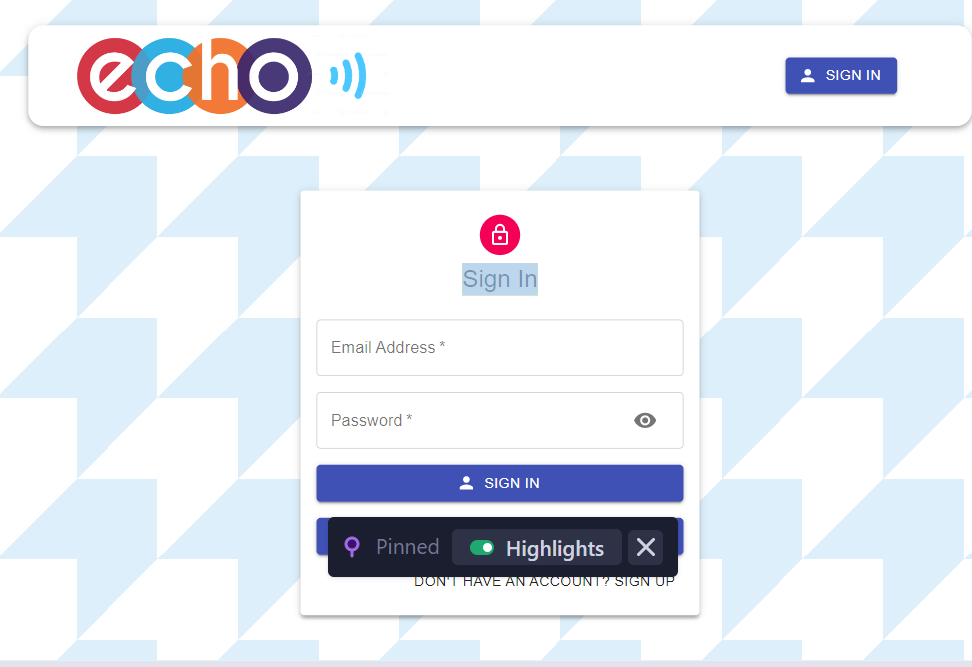 echo
SIGN IN
Sign In
Email Address *
Password *
SIGN IN
Pinned
Highlights
DON'T HAVE AN ACCOUNT? SIGN UP